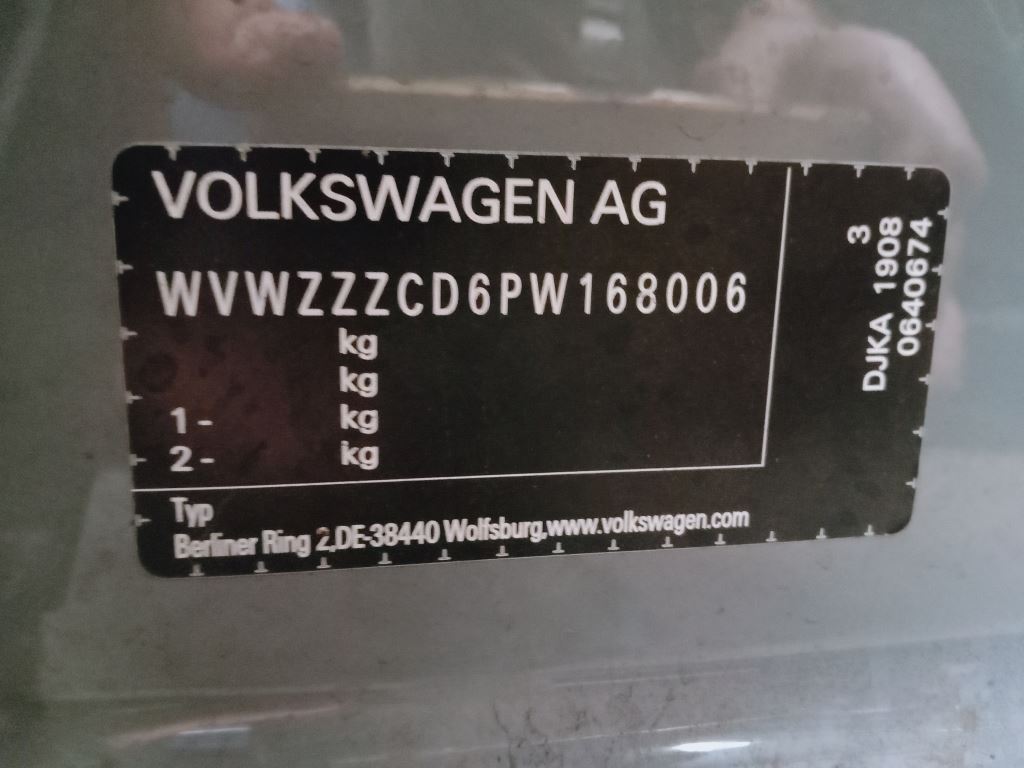 VOLKSWAGEN AG
WVWZZZCD6PW168006
kg
kg
1 - kg
2 - kg
Typ
Berliner Ring 2,DE-38440 Wolfsburg,www.volkswagen.com
3
DJKA 1908
0640674